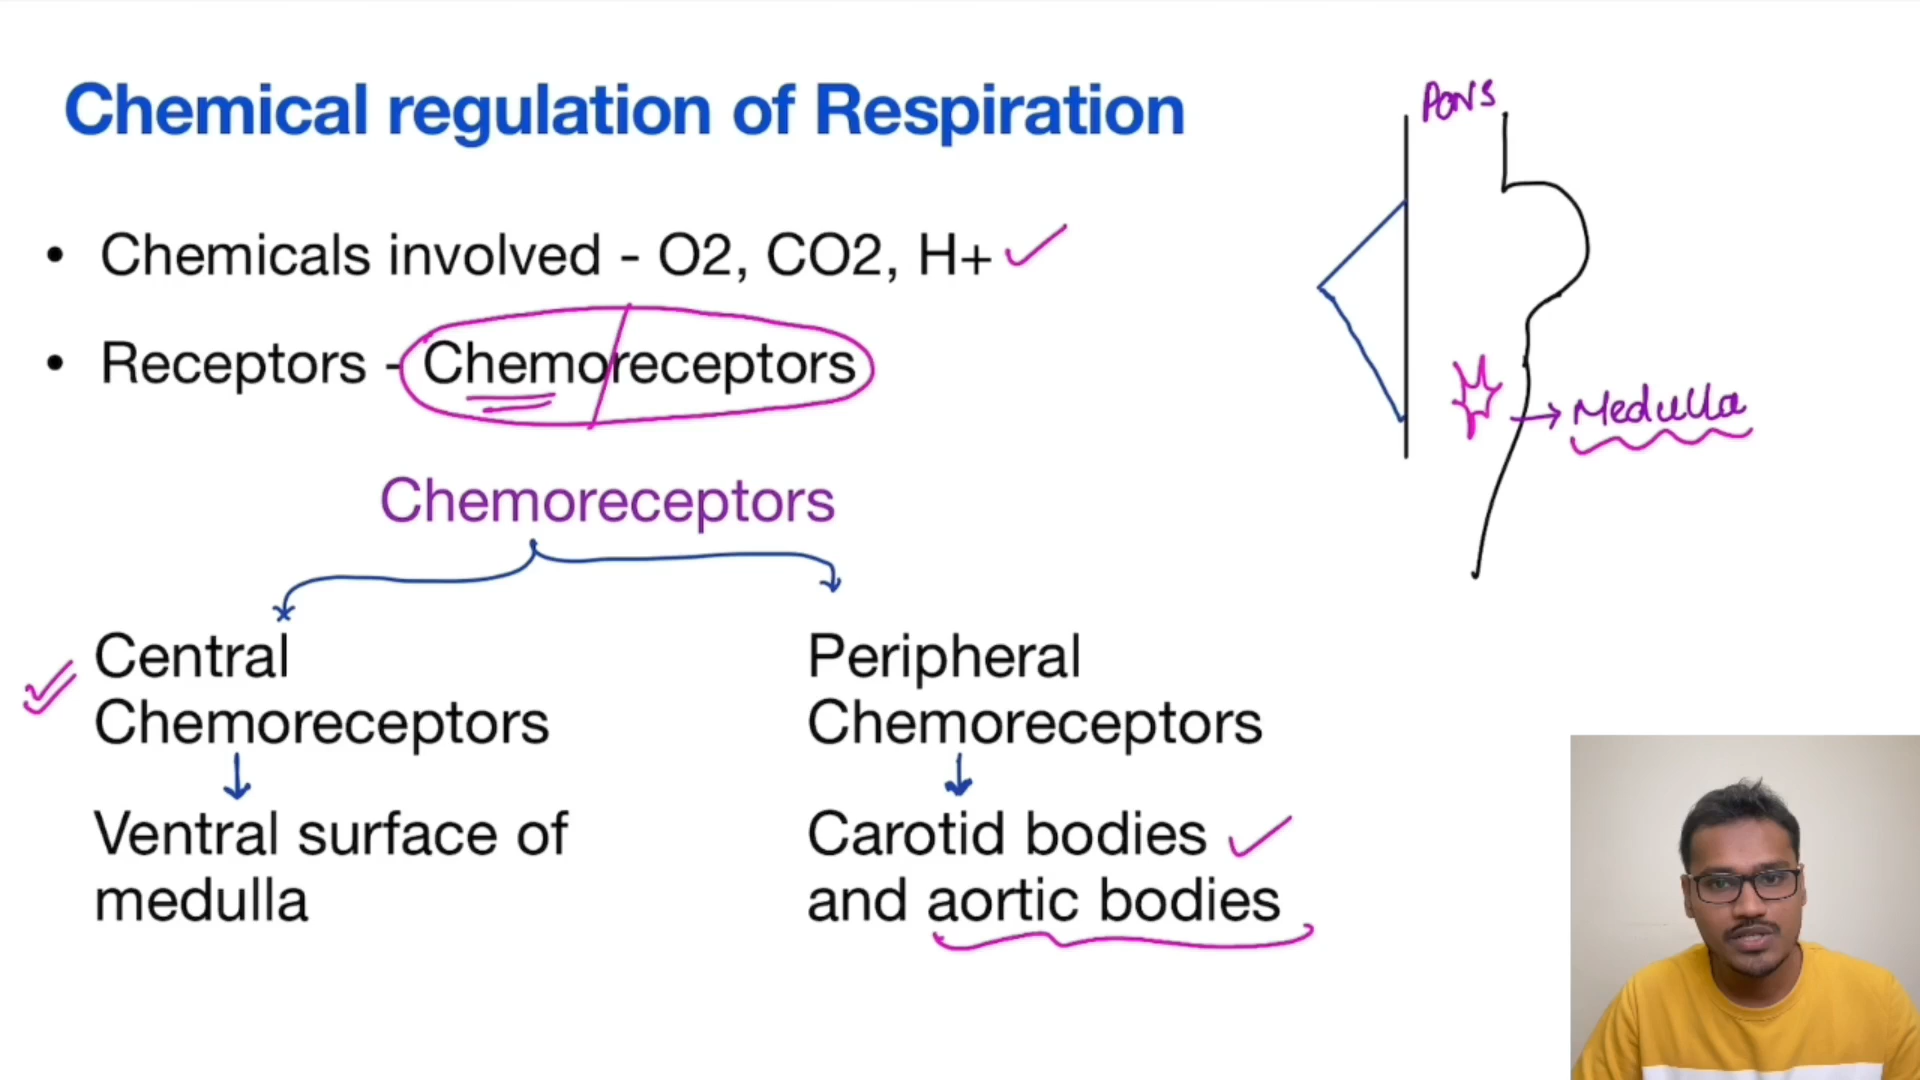 Chemical regulation of Respiration
• Chemicals involved - O2, CO2, H+
• Receptors - Chemoreceptors
Chemoreceptors
Central
Chemoreceptors
Ventral surface of
medulla
Peripheral
Chemoreceptors
Carotid bodies
and aortic bodies
PONS
Medulla